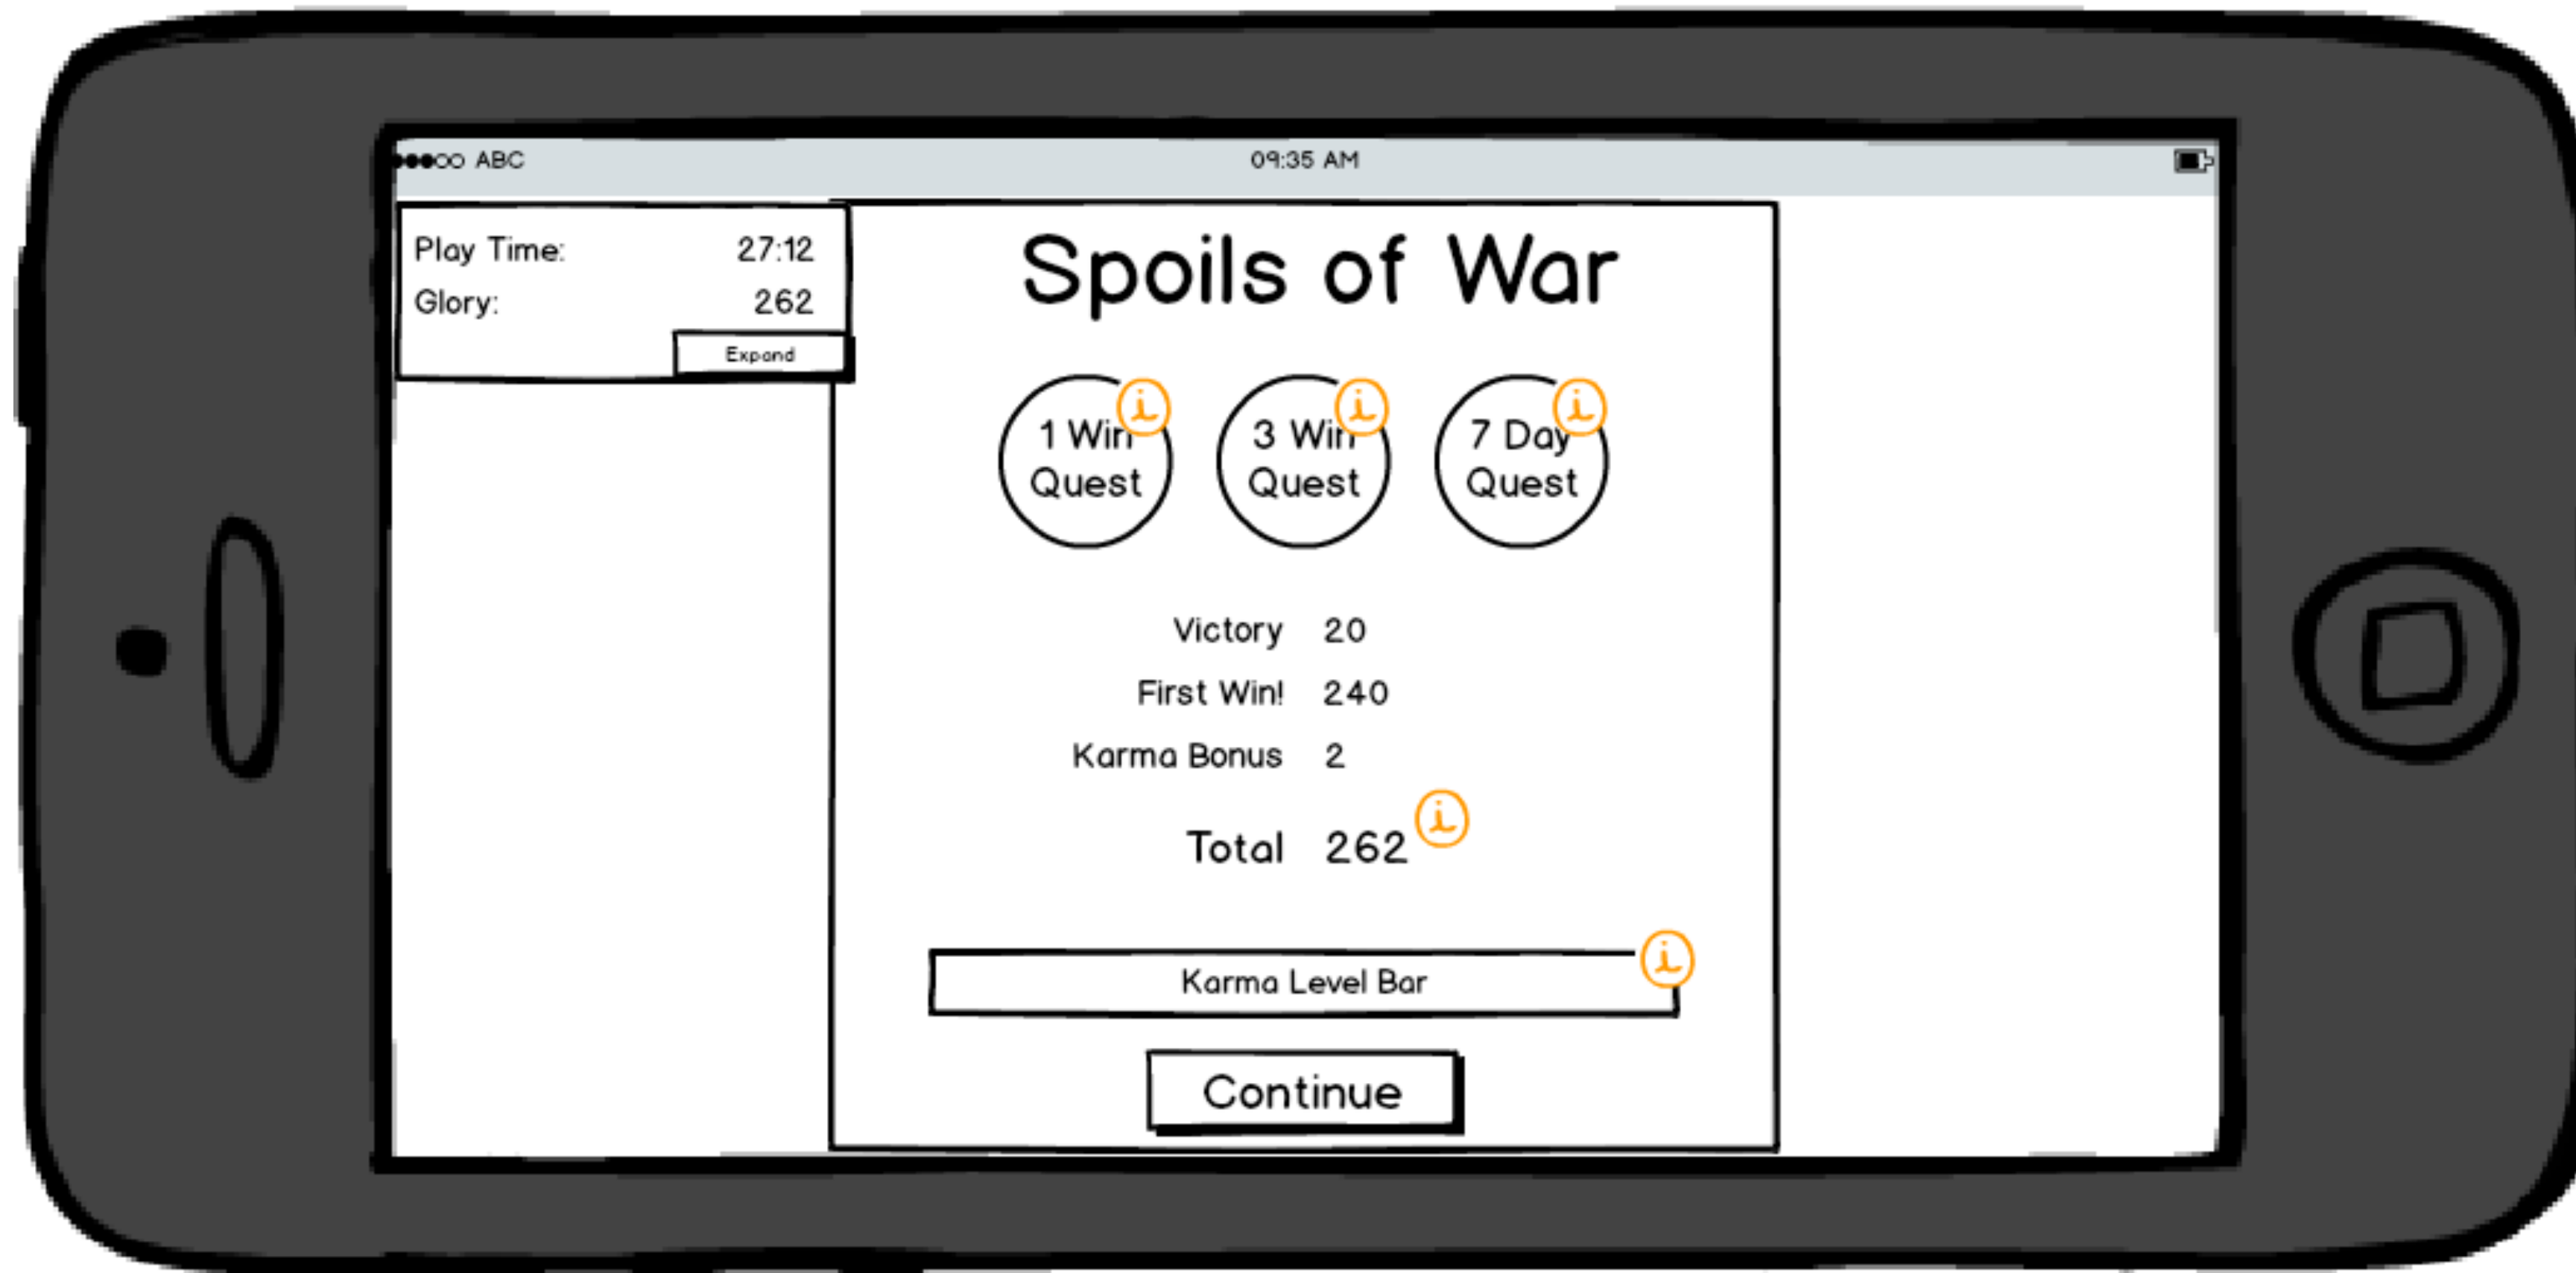 ABC
09:35 AM
Play Time: 27:12
Glory: 262
Expand
Spoils of War
1 Win
Quest
i
3 Win
Quest
i
7 Day
Quest
i
Victory 20
First Win! 240
Karma Bonus 2
Total 262
i
Karma Level Bar
i
Continue